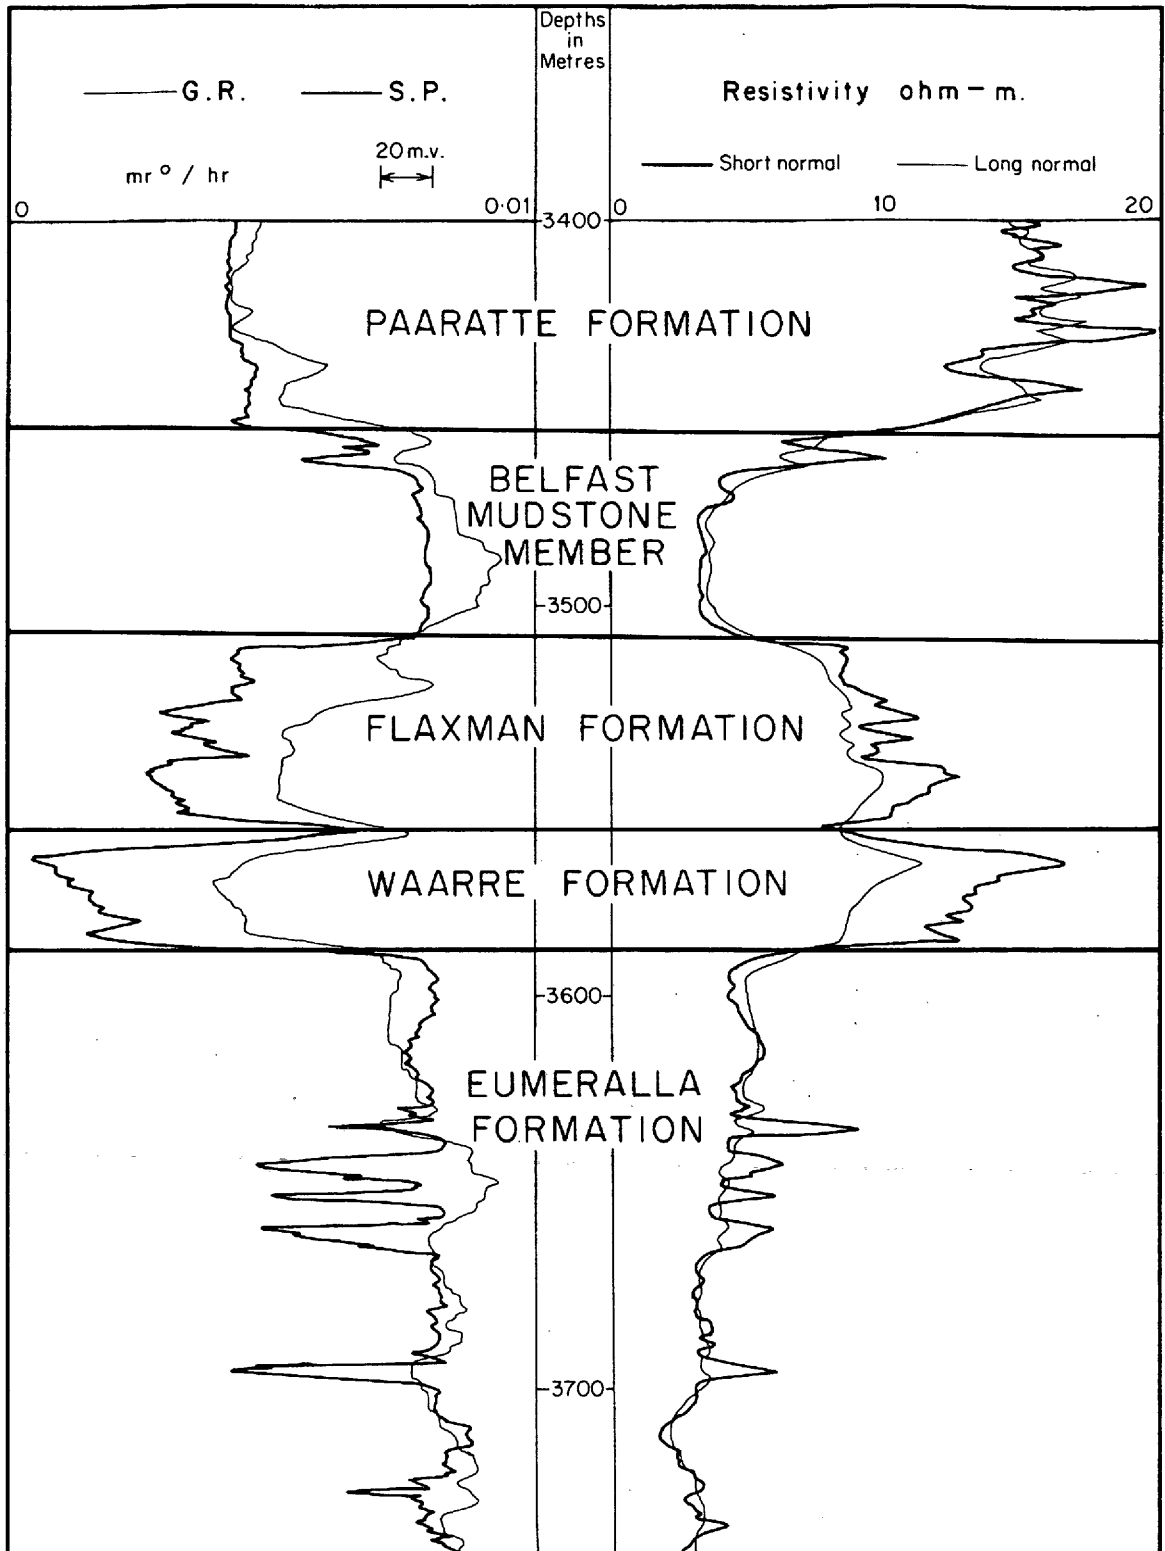 Depths
in
Metres
G.R. S.P.
Resistivity ohm-m.
20 m.v.
mr° / hr
Short normal Long normal
0 0·01 3400 0 10 20
PAARATTE FORMATION
BELFAST
MUDSTONE
MEMBER
3500
FLAXMAN FORMATION
WAARRE FORMATION
3600
EUMERALLA
FORMATION
3700